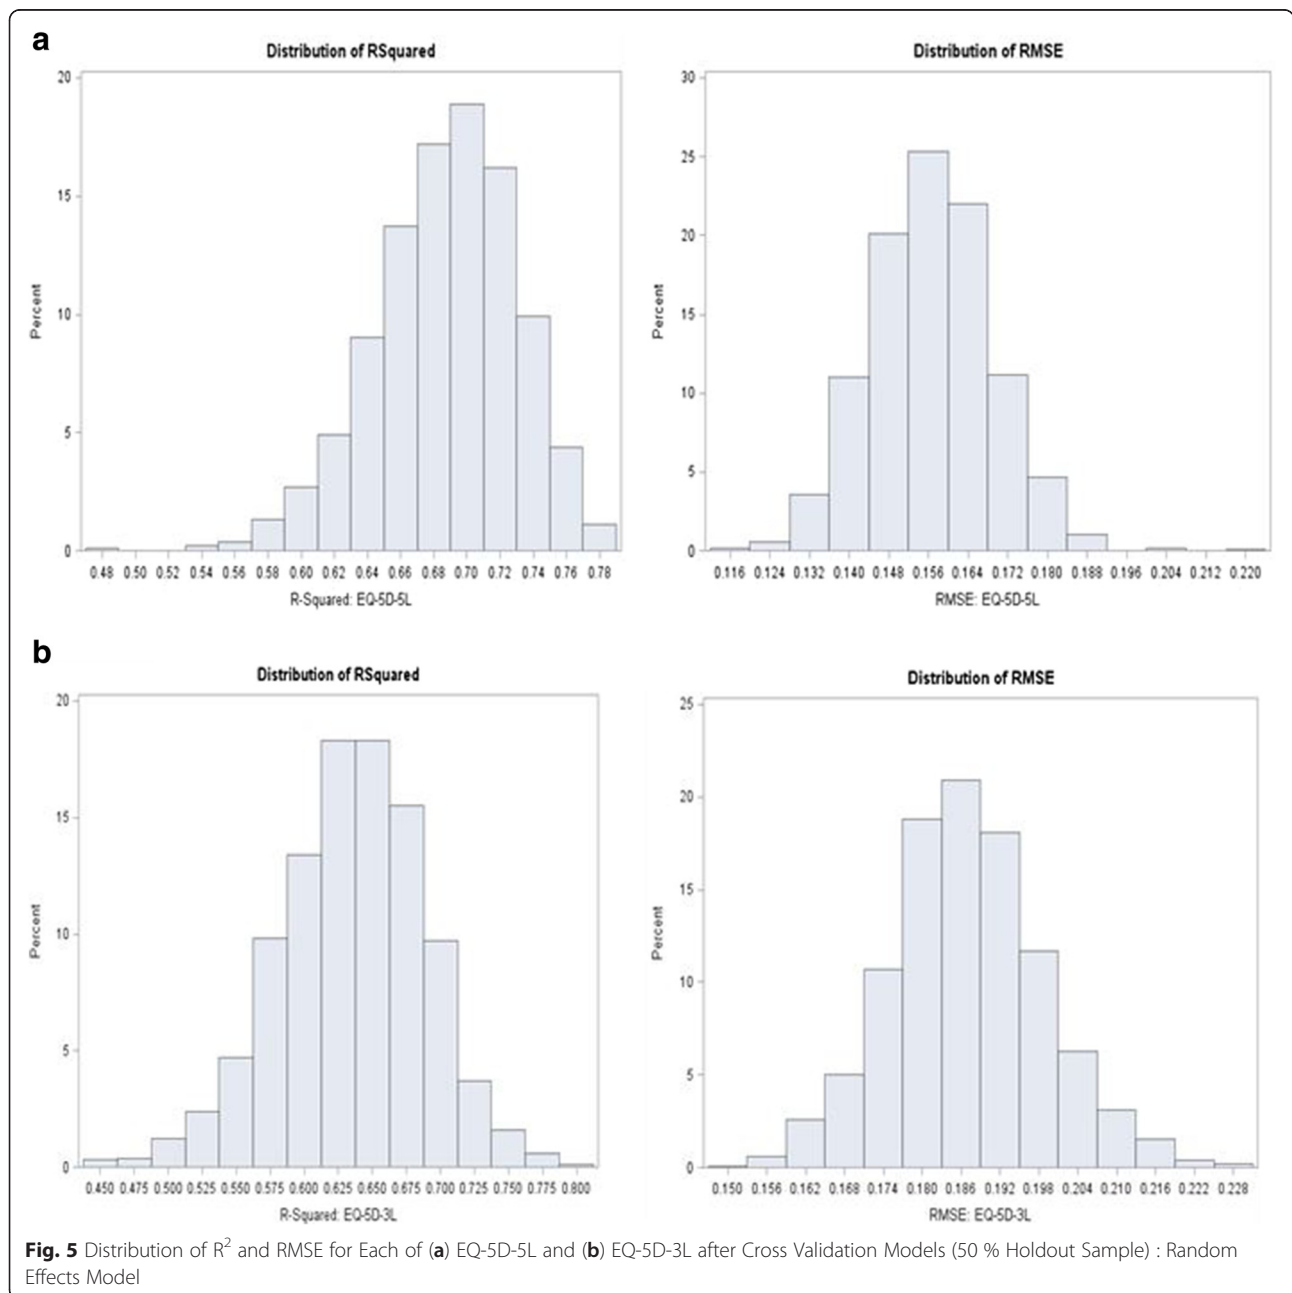 a
Distribution of RSquared
20
15
10
5
0
Percent
0.48 0.50 0.52 0.54 0.56 0.58 0.60 0.62 0.64 0.66 0.68 0.70 0.72 0.74 0.76 0.78
R-Squared: EQ-5D-5L
Distribution of RMSE
30
25
20
15
10
5
0
Percent
0.116 0.124 0.132 0.140 0.148 0.156 0.164 0.172 0.180 0.188 0.196 0.204 0.212 0.220
RMSE: EQ-5D-5L
b
Distribution of RSquared
20
15
10
5
0
Percent
0.450 0.475 0.500 0.525 0.550 0.575 0.600 0.625 0.650 0.675 0.700 0.725 0.750 0.775 0.800
R-Squared: EQ-5D-3L
Distribution of RMSE
25
20
15
10
5
0
Percent
0.150 0.156 0.162 0.168 0.174 0.180 0.186 0.192 0.198 0.204 0.210 0.216 0.222 0.228
RMSE: EQ-5D-3L
Fig. 5 Distribution of R² and RMSE for Each of (a) EQ-5D-5L and (b) EQ-5D-3L after Cross Validation Models (50 % Holdout Sample) : Random
Effects Model